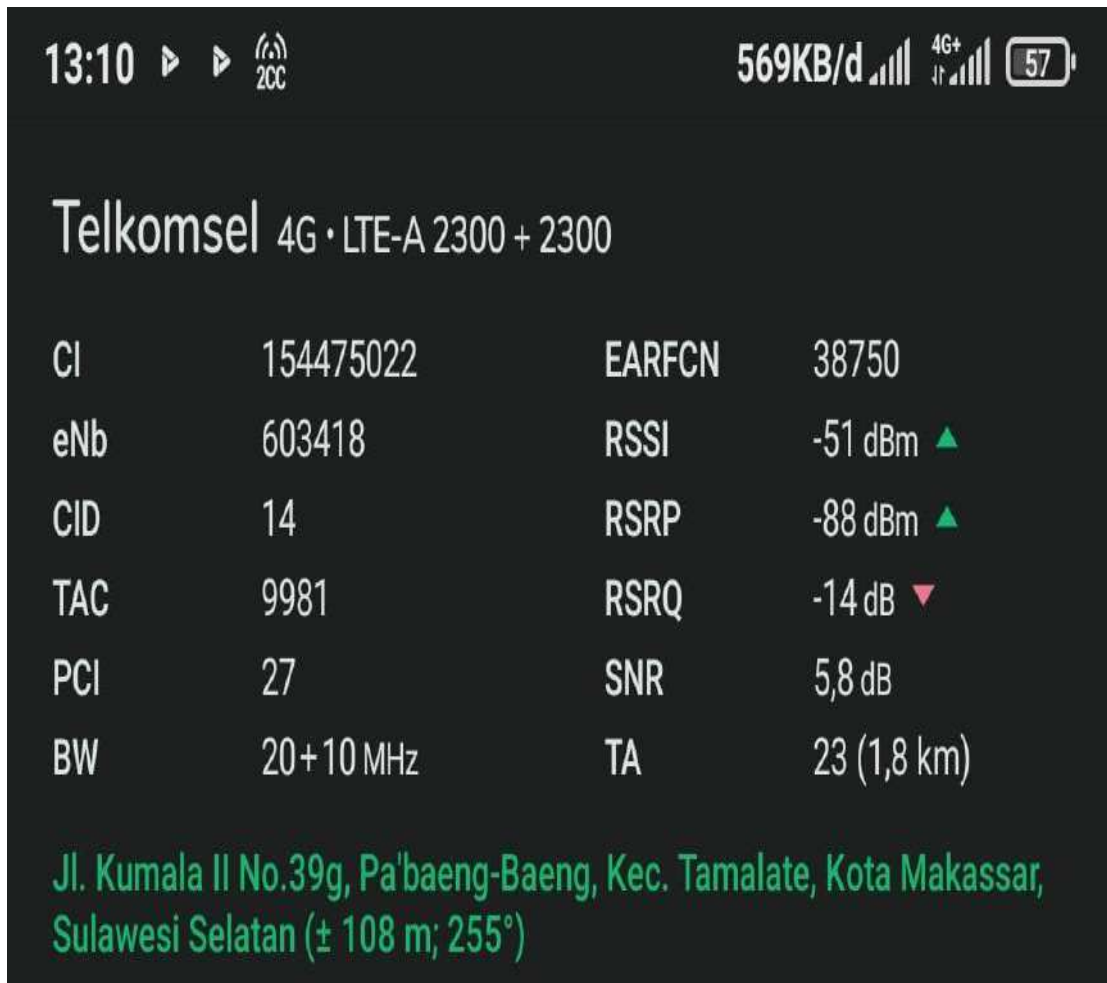 13:10 2CC 569KB/d 4G+ 57
Telkomsel 4G • LTE-A 2300 + 2300
CI 154475022 EARFCN 38750
eNb 603418 RSSI -51 dBm
CID 14 RSRP -88 dBm
TAC 9981 RSRQ -14 dB
PCI 27 SNR 5,8 dB
BW 20+10 MHz TA 23 (1,8 km)
Jl. Kumala II No.39g, Pa'baeng-Baeng, Kec. Tamalate, Kota Makassar,
Sulawesi Selatan (± 108 m; 255°)